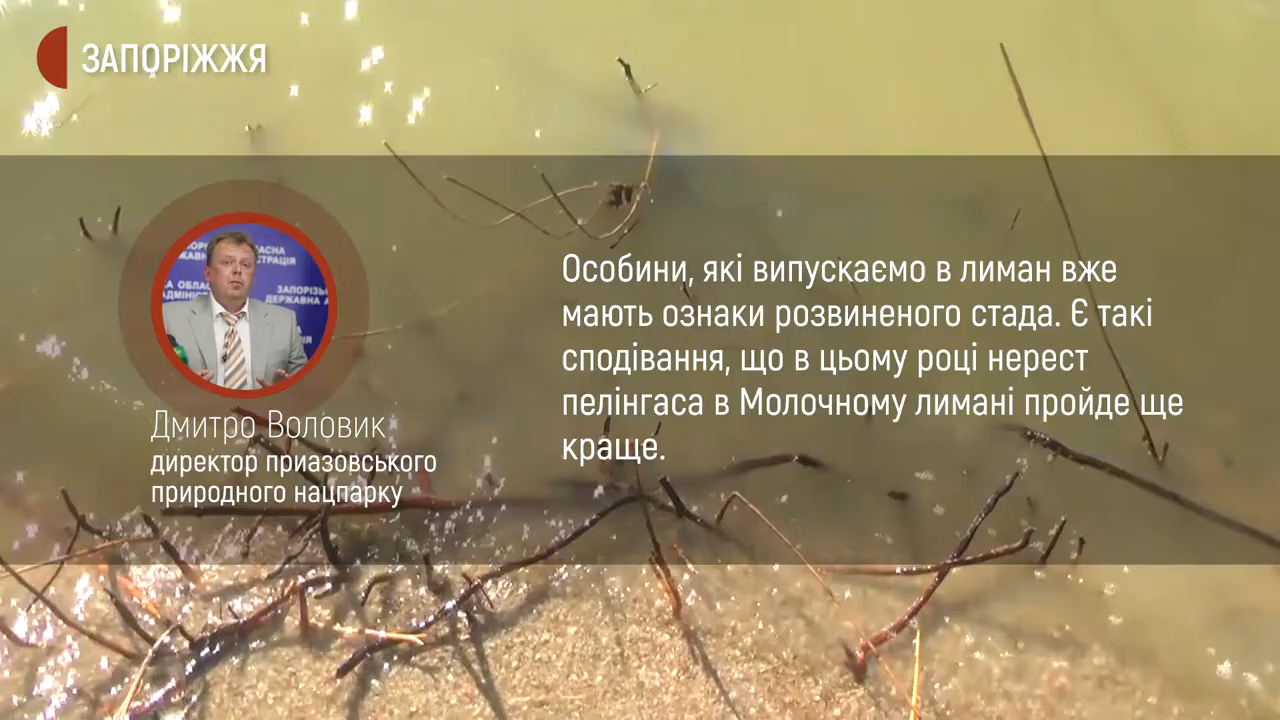 ЗАПОРІЖЖЯ
Особини, які випускаємо в лиман вже
мають ознаки розвиненого стада. Є такі
сподівання, що в цьому році нерест
пелінгаса в Молочному лимані пройде ще
краще.
Дмитро Воловик
директор приазовського
природного нацпарку